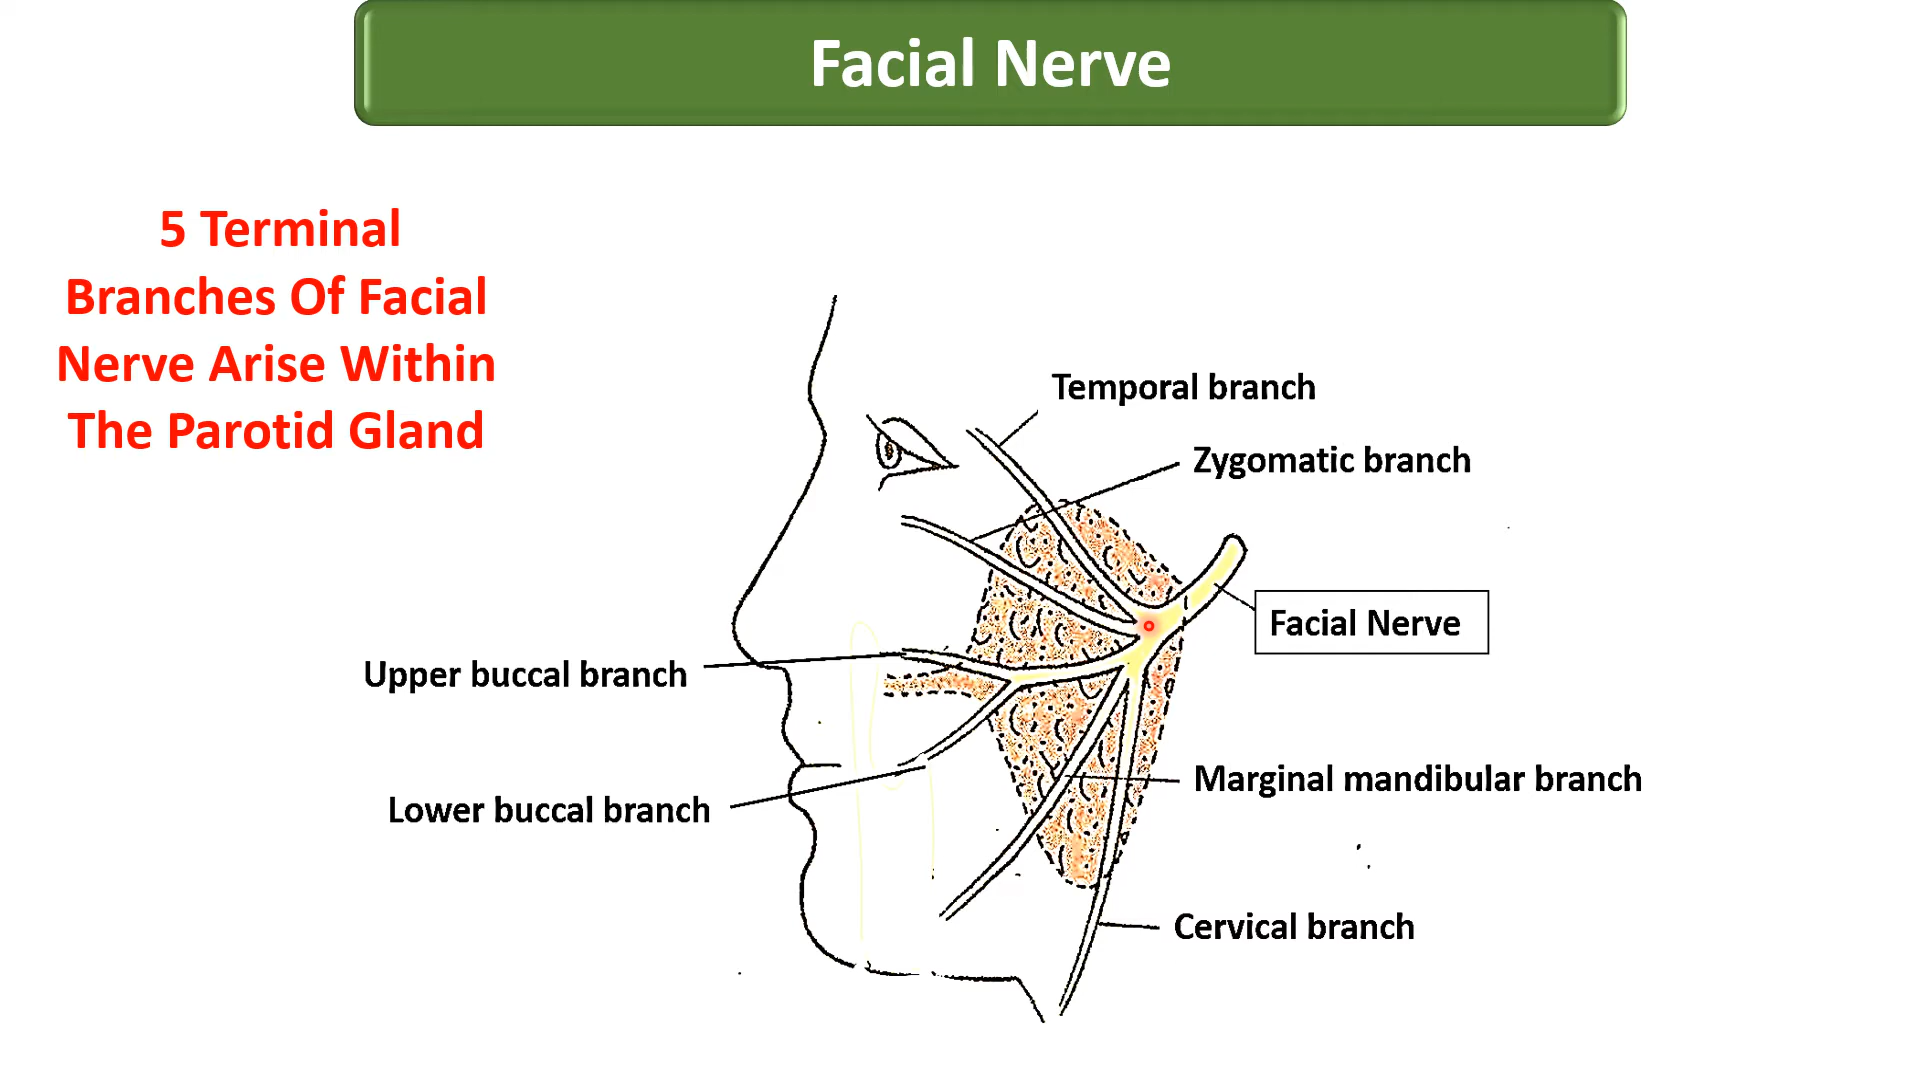 Facial Nerve
5 Terminal
Branches Of Facial
Nerve Arise Within
The Parotid Gland
Temporal branch
Zygomatic branch
Facial Nerve
Upper buccal branch
Marginal mandibular branch
Lower buccal branch
Cervical branch